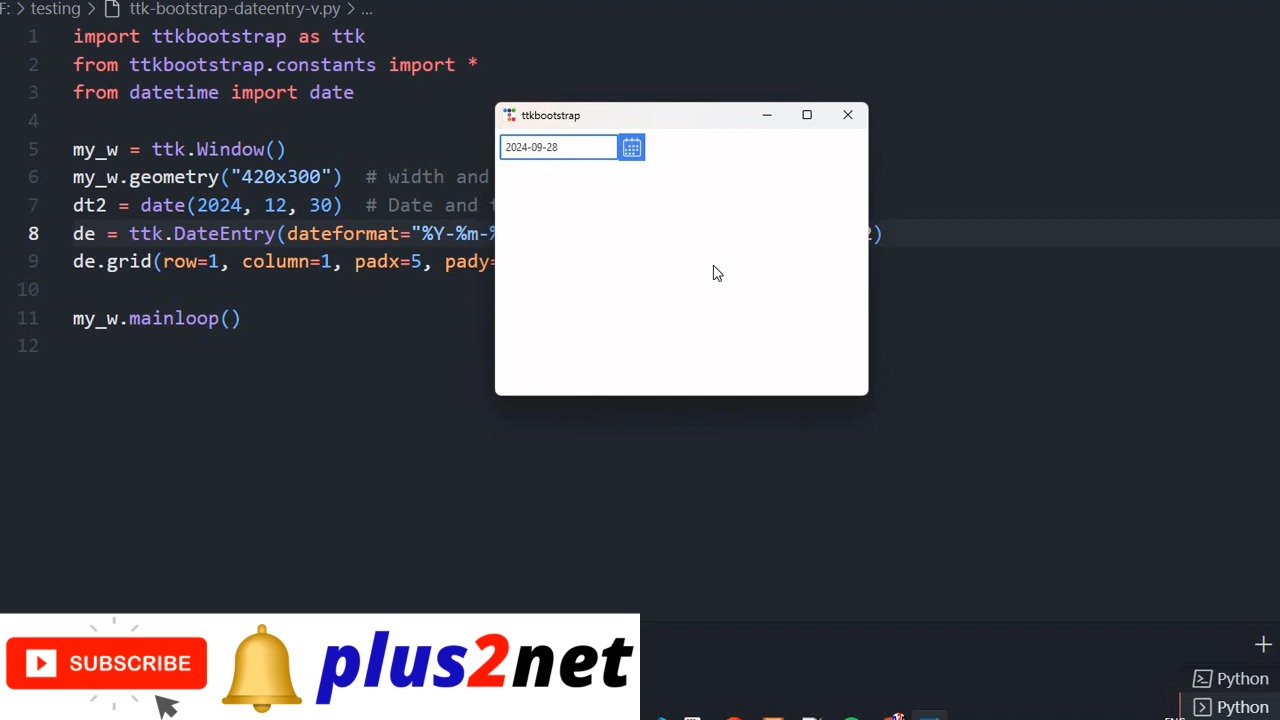 F: > testing > ttk-bootstrap-dateentry-v.py > ...
1 import ttkbootstrap as ttk
2 from ttkbootstrap.constants import *
3 from datetime import date
4
5 my_w = ttk.Window()
6 my_w.geometry("420x300") # width and
7 dt2 = date(2024, 12, 30) # Date and
8 de = ttk.DateEntry(dateformat="%Y-%m-% 2)
9 de.grid(row=1, column=1, padx=5, pady=
10
11 my_w.mainloop()
12
ttkbootstrap
2024-09-28
SUBSCRIBE
plus2net
Python
Python